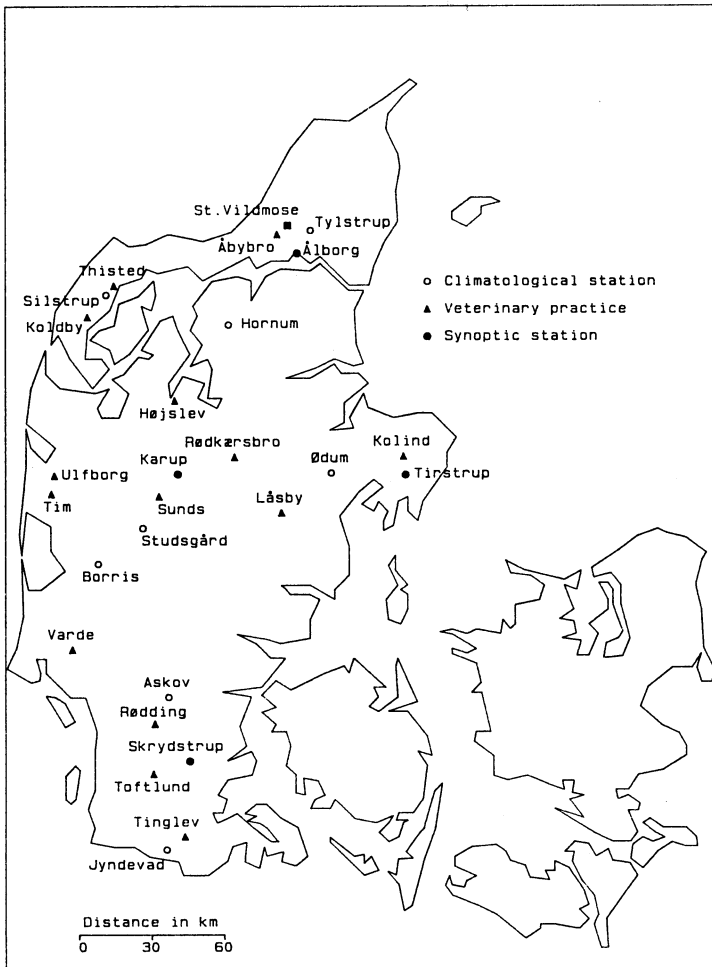 St.Vildmose
Tylstrup
Åbybro
Ålborg
Thisted
Silstrup
Koldby
Hornum
Climatological station
Veterinary practice
Synoptic station
Højslev
Rødkærsbro
Kolind
Karup
Ødum
Ulfborg
Tirstrup
Tim
Sunds
Låsby
Studsgård
Borris
Varde
Askov
Rødding
Skrydstrup
Toftlund
Tinglev
Jyndevad
Distance in km
0 30 60